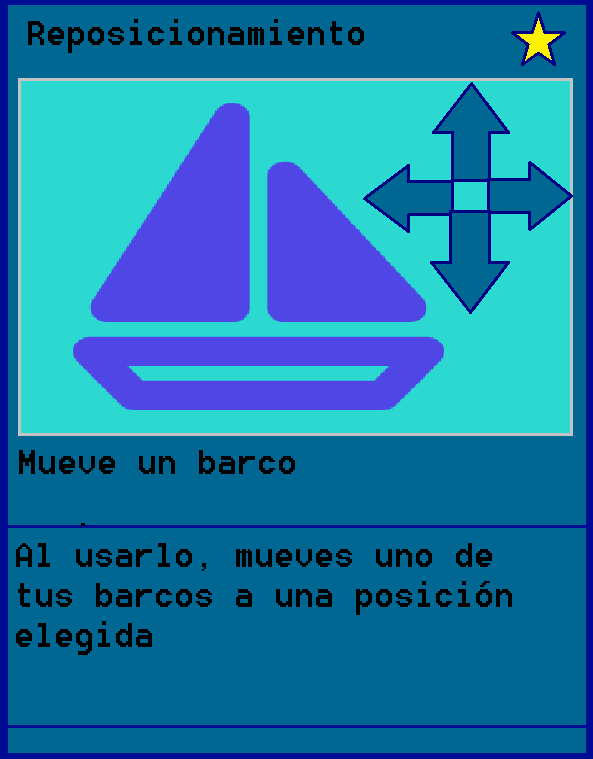 Reposicionamiento
Mueve un barco
Al usarlo, mueves uno de
tus barcos a una posición
elegida